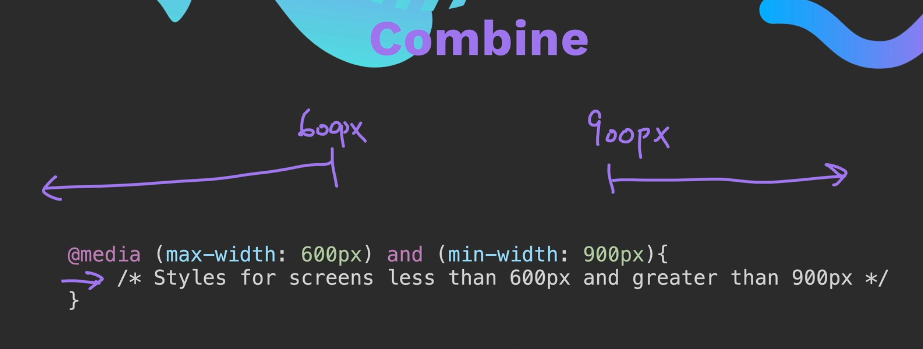 Combine
600px
900px
@media (max-width: 600px) and (min-width: 900px){
/* Styles for screens less than 600px and greater than 900px */
}